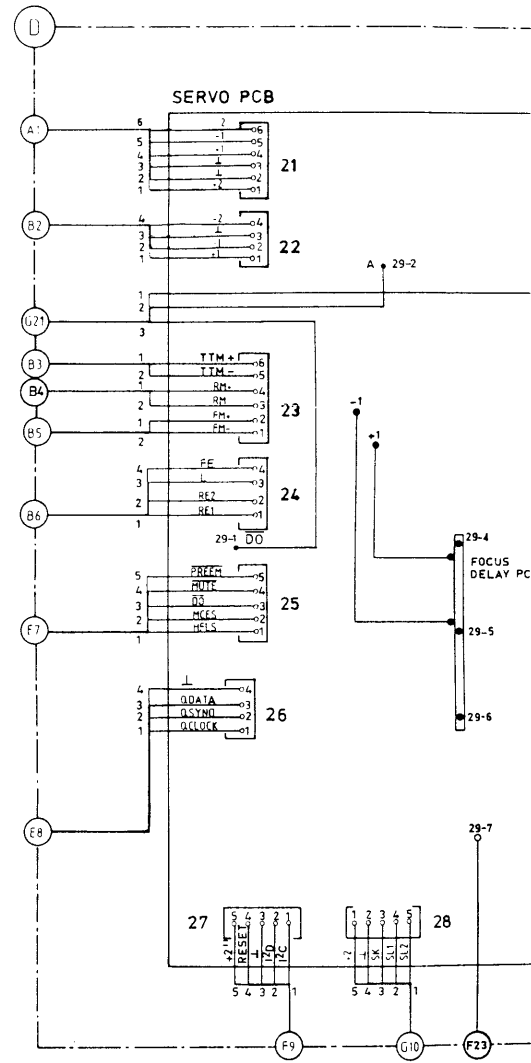 D
SERVO PCB
A1
6 2 6
5 -1 5
4 +1 4
3 ⊥ 3
2 ⊥ 2
1 +2 1
21
B2
4 -2 4
3 ⊥ 3
2 ⊥ 2
1 1
22
A 29-2
G21
1
2
3
B3
1 TTM+ 6
2 TTM- 5
B4
1 RM+ 4
2 RM 3
B5
1 FM+ 2
2 FM- 1
23
-1
+1
B6
4 FE 4
3 3
2 RE2 2
1 RE1 1
24
29-1 DO
29-4
FOCUS
DELAY PC
29-5
29-6
5 PREEM 5
4 MUTE 4
3 D3 3
2 MCES 2
1 1
25
4 ⊥ 4
3 QDATA 3
2 QSYNC 2
1 QCLOCK 1
26
E8
29-7
27
5 4 3 2 1
+2 RESET ⊥ I²D I²C
5 4 3 2 1
F9
28
1 2 3 4 5
+2 ⊥ SK SL1 SL2
5 4 3 2 1
G10
F23